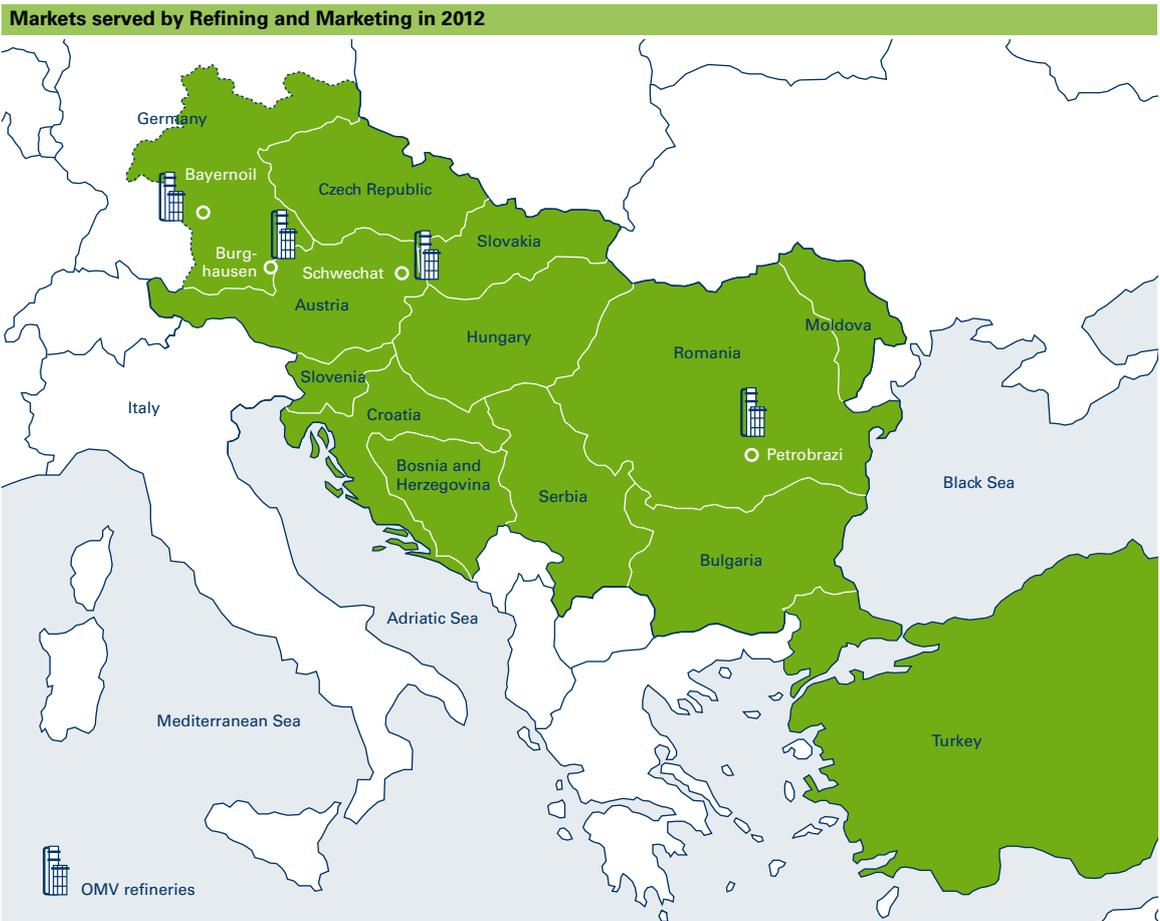 Markets served by Refining and Marketing in 2012
Germany
Bayernoil
Czech Republic
Slovakia
Burg-
hausen
Schwechat
Austria
Hungary
Moldova
Romania
Slovenia
Italy
Croatia
Petrobrazi
Bosnia and
Herzegovina
Serbia
Black Sea
Bulgaria
Adriatic Sea
Mediterranean Sea
Turkey
OMV refineries